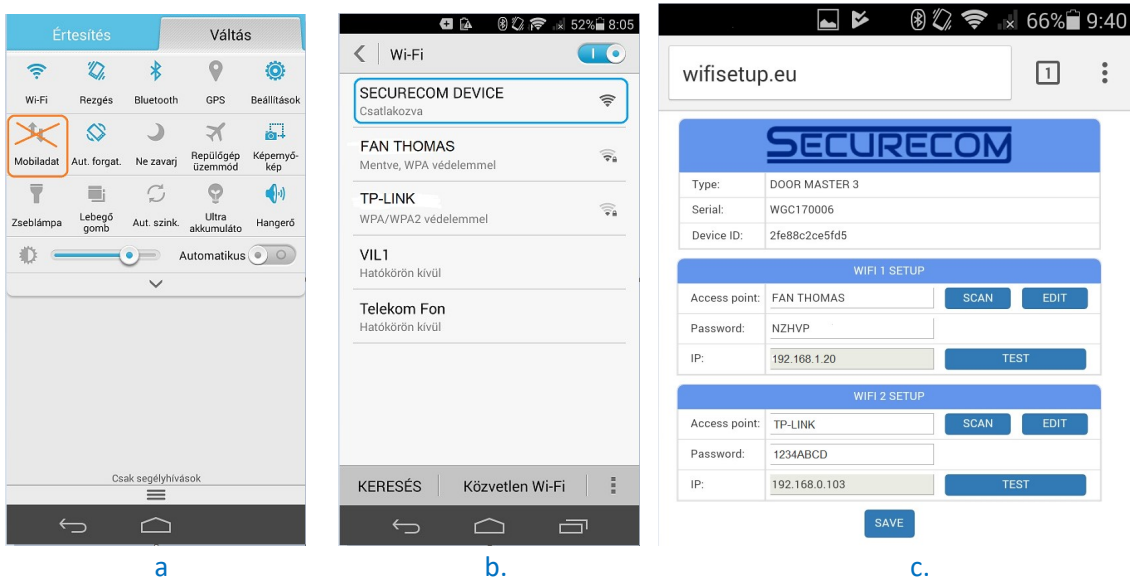 Értesítés Váltás
Wi-Fi Rezgés Bluetooth GPS Beállítások
Mobiladat Aut. forgat. Ne zavarj Repülőgép üzemmód Képernyő-kép
Zseblámpa Lebegő gomb Aut. szink. Ultra akkumuláto Hangerő
Automatikus
Csak segélyhívások
a
52% 8:05
Wi-Fi
SECURECOM DEVICE
Csatlakozva
FAN THOMAS
Mentve, WPA védelemmel
TP-LINK
WPA/WPA2 védelemmel
VIL1
Hatókörön kívül
Telekom Fon
Hatókörön kívül
KERESÉS Közvetlen Wi-Fi
b.
66% 9:40
wifisetup.eu 1
SECURECOM
Type: DOOR MASTER 3
Serial: WGC170006
Device ID: 2fe88c2ce5fd5
WIFI 1 SETUP
Access point: FAN THOMAS SCAN EDIT
Password: NZHVP
IP: 192.168.1.20 TEST
WIFI 2 SETUP
Access point: TP-LINK SCAN EDIT
Password: 1234ABCD
IP: 192.168.0.103 TEST
SAVE
c.